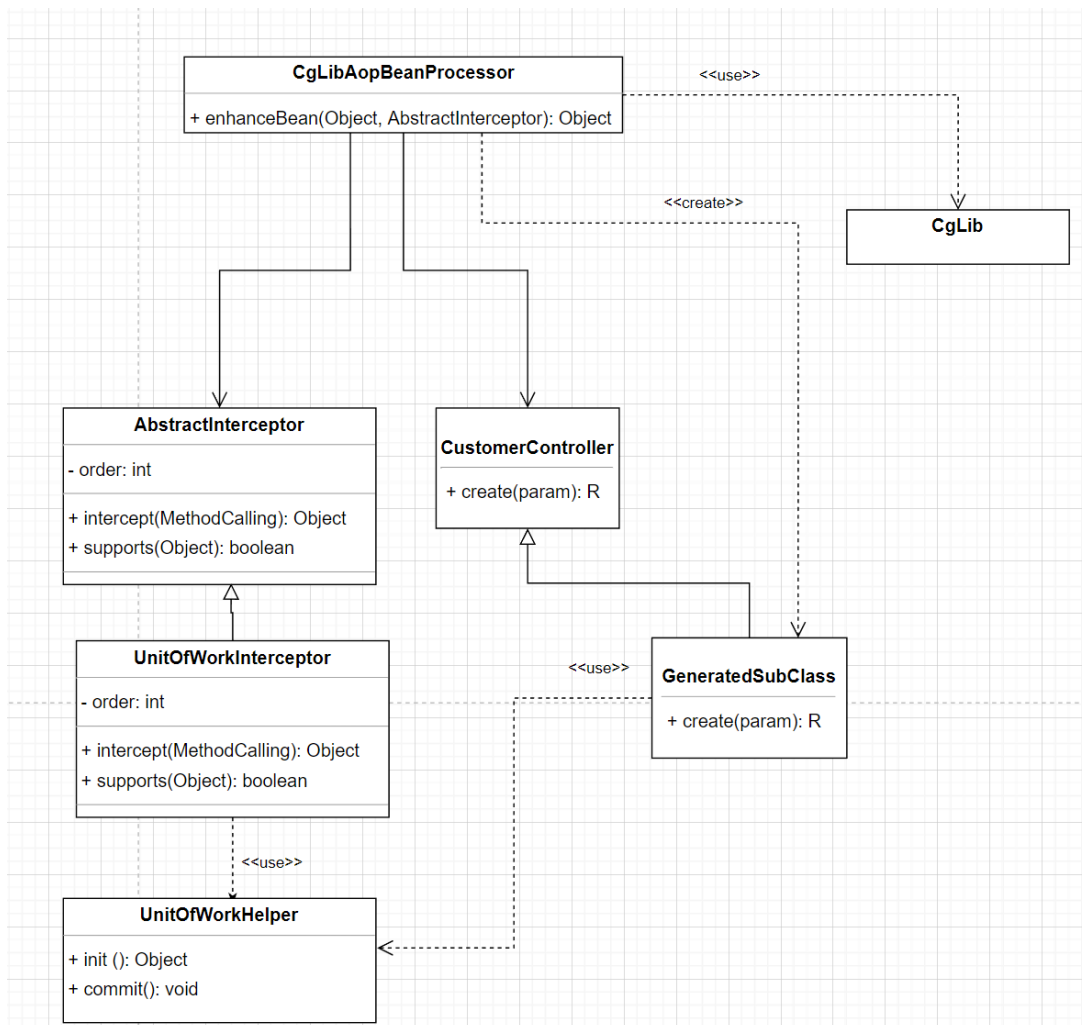 CgLibAopBeanProcessor
+ enhanceBean(Object, AbstractInterceptor): Object
<<use>>
<<create>>
CgLib
AbstractInterceptor
- order: int
+ intercept(MethodCalling): Object
+ supports(Object): boolean
CustomerController
+ create(param): R
UnitOfWorkInterceptor
- order: int
+ intercept(MethodCalling): Object
+ supports(Object): boolean
<<use>>
GeneratedSubClass
+ create(param): R
<<use>>
UnitOfWorkHelper
+ init (): Object
+ commit(): void